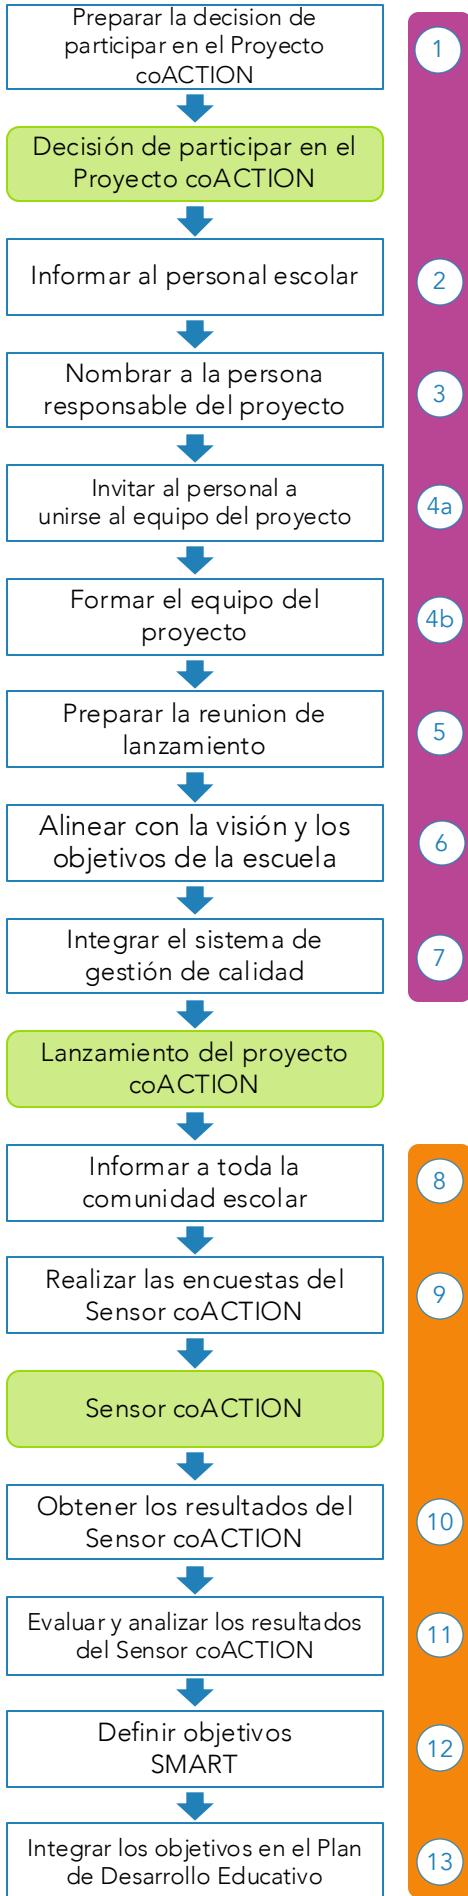 Preparar la decision de
participar en el Proyecto
coACTION
1
Decisión de participar en el
Proyecto coACTION
Informar al personal escolar
2
Nombrar a la persona
responsable del proyecto
3
Invitar al personal a
unirse al equipo del proyecto
4a
Formar el equipo del
proyecto
4b
Preparar la reunion de
lanzamiento
5
Alinear con la visión y los
objetivos de la escuela
6
Integrar el sistema de
gestión de calidad
7
Lanzamiento del proyecto
coACTION
Informar a toda la
comunidad escolar
8
Realizar las encuestas del
Sensor coACTION
9
Sensor coACTION
Obtener los resultados del
Sensor coACTION
10
Evaluar y analizar los resultados
del Sensor coACTION
11
Definir objetivos
SMART
12
Integrar los objetivos en el Plan
de Desarrollo Educativo
13